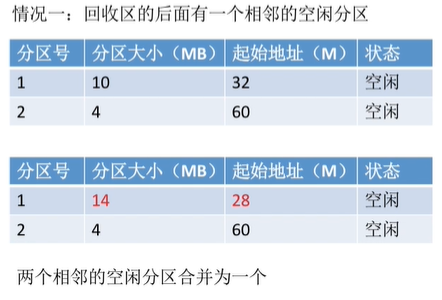 情况一：回收区的后面有一个相邻的空闲分区
分区号 分区大小（MB） 起始地址（M） 状态
1 10 32 空闲
2 4 60 空闲
分区号 分区大小（MB） 起始地址（M） 状态
1 14 28 空闲
2 4 60 空闲
两个相邻的空闲分区合并为一个